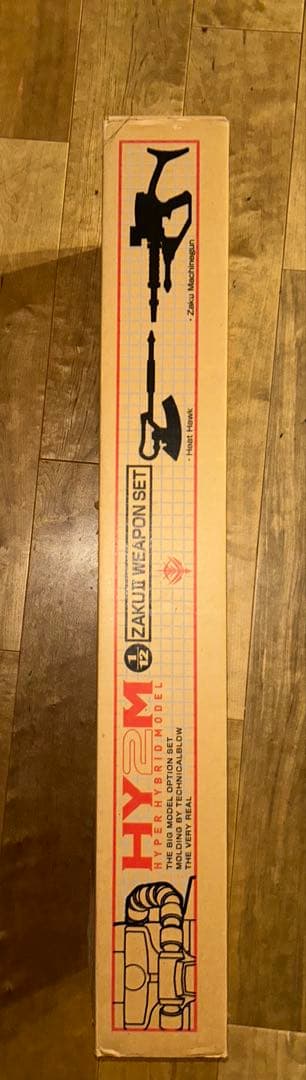 HY2M
HYPER HYBRID MODEL
THE BIG MODEL OPTION SET
MOLDING BY TECHNICALBLOW
THE VERY REAL
1/12 ZAKUII WEAPON SET
・Heat Hawk
・Zaku Machinegun